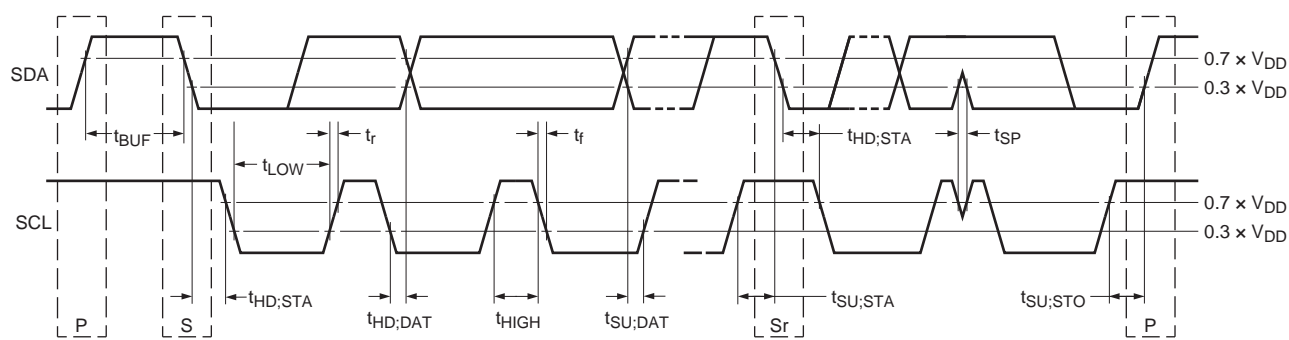 SDA
0.7 × VDD
0.3 × VDD
tBUF
tLOW
tr
tf
tHD;STA
tSP
SCL
0.7 × VDD
0.3 × VDD
tHD;STA
tHD;DAT
tHIGH
tSU;DAT
tSU;STA
tSU;STO
P
S
Sr
P